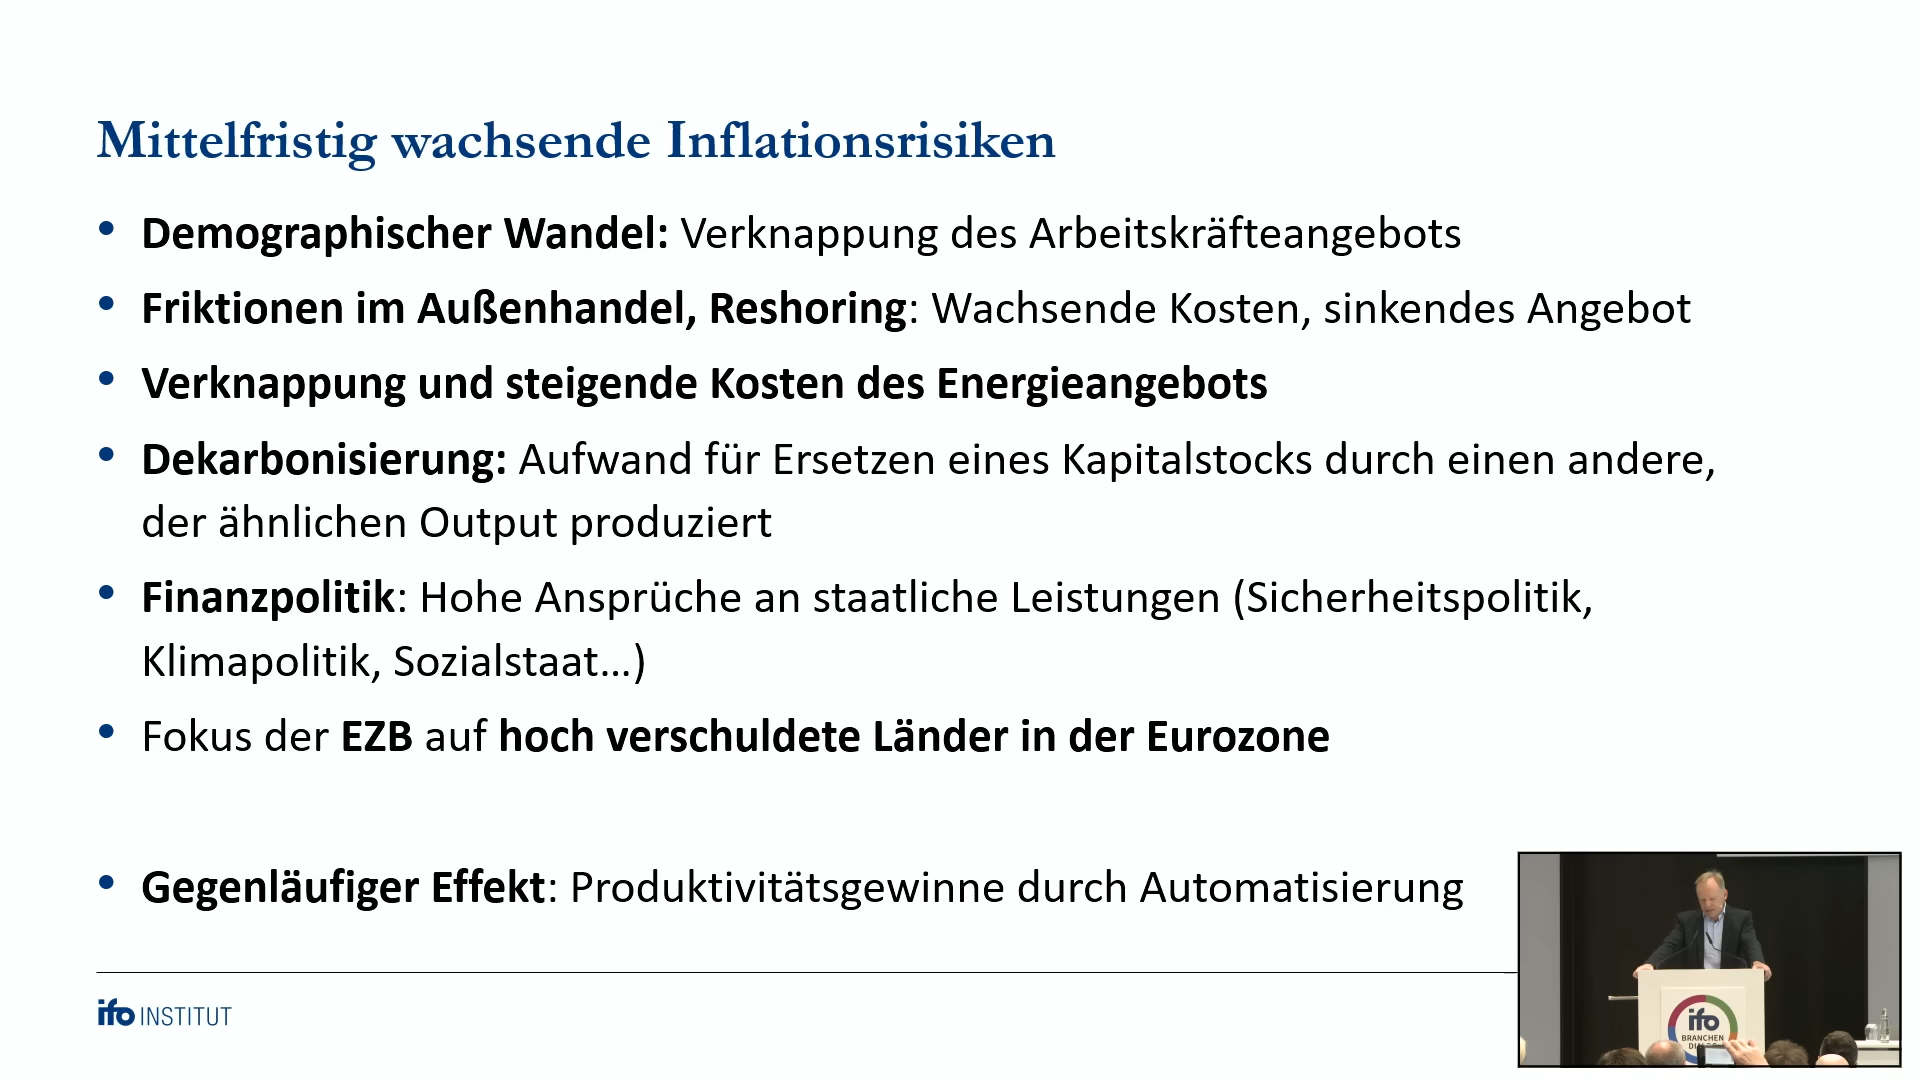 Mittelfristig wachsende Inflationsrisiken
• Demographischer Wandel: Verknappung des Arbeitskräfteangebots
• Friktionen im Außenhandel, Reshoring: Wachsende Kosten, sinkendes Angebot
• Verknappung und steigende Kosten des Energieangebots
• Dekarbonisierung: Aufwand für Ersetzen eines Kapitalstocks durch einen andere,
der ähnlichen Output produziert
• Finanzpolitik: Hohe Ansprüche an staatliche Leistungen (Sicherheitspolitik,
Klimapolitik, Sozialstaat...)
• Fokus der EZB auf hoch verschuldete Länder in der Eurozone
• Gegenläufiger Effekt: Produktivitätsgewinne durch Automatisierung
ifo INSTITUT
ifo
BRANCHEN